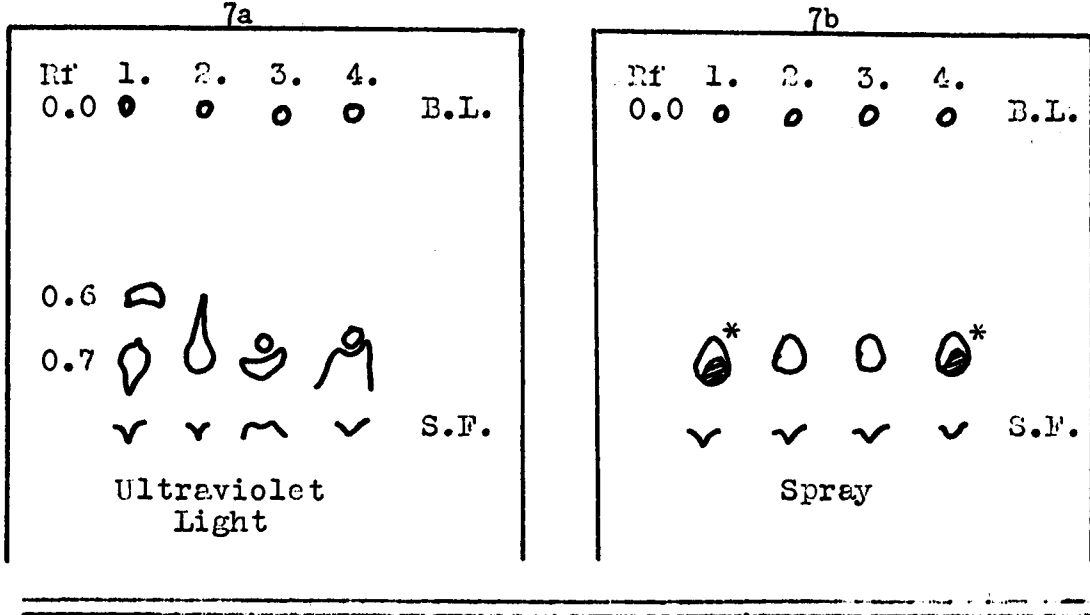 7a
Rf 1. 2. 3. 4.
0.0 B.L.
0.6
0.7
S.F.
Ultraviolet
Light
7b
Rf 1. 2. 3. 4.
0.0 B.L.
*
*
S.F.
Spray